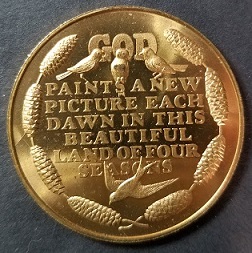 GOD
PAINTS A NEW
PICTURE EACH
DAWN IN THIS
BEAUTIFUL
LAND OF FOUR
SEASONS